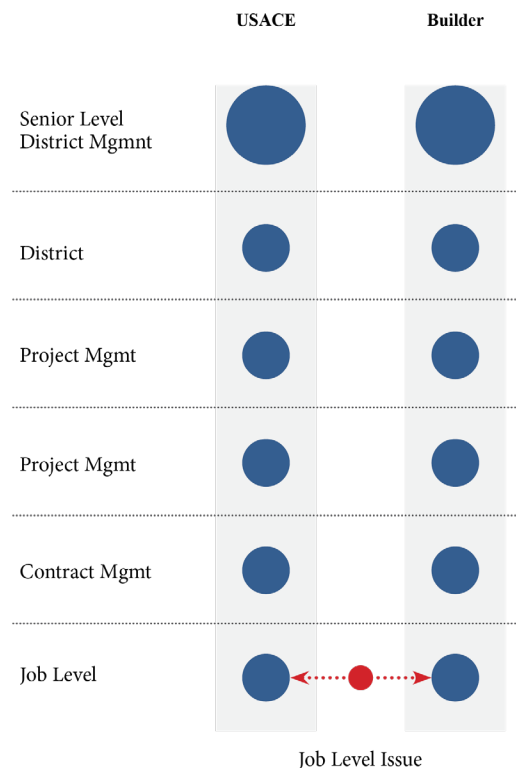 USACE Builder
Senior Level
District Mgmnt
District
Project Mgmt
Project Mgmt
Contract Mgmt
Job Level
Job Level Issue